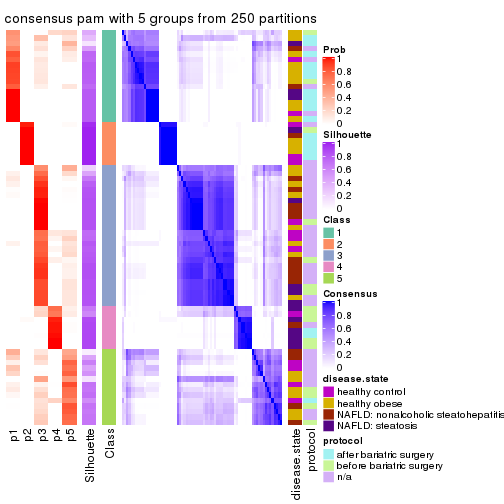 consensus pam with 5 groups from 250 partitions
Prob
1
0.8
0.6
0.4
0.2
0
Silhouette
1
0.8
0.6
0.4
0.2
0
Class
1
2
3
4
5
Consensus
1
0.8
0.6
0.4
0.2
0
disease.state
healthy control
healthy obese
NAFLD: nonalcoholic steatohepatitis
NAFLD: steatosis
protocol
after bariatric surgery
before bariatric surgery
n/a
p1
p2
p3
p4
p5
Silhouette
Class
disease.state
protocol